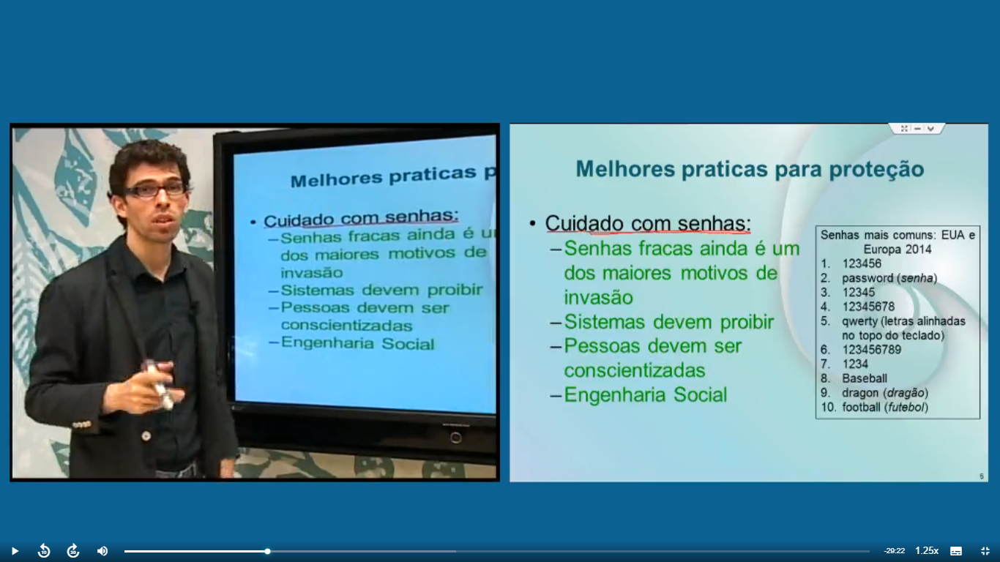 Melhores praticas p
• Cuidado com senhas:
–Senhas fracas ainda é u
dos maiores motivos de
invasão
–Sistemas devem proibir
–Pessoas devem ser
conscientizadas
–Engenharia Social
Melhores praticas para proteção
• Cuidado com senhas:
–Senhas fracas ainda é um
dos maiores motivos de
invasão
–Sistemas devem proibir
–Pessoas devem ser
conscientizadas
–Engenharia Social
Senhas mais comuns: EUA e
Europa 2014
1. 123456
2. password (senha)
3. 12345
4. 12345678
5. qwerty (letras alinhadas
no topo do teclado)
6. 123456789
7. 1234
8. Baseball
9. dragon (dragão)
10. football (futebol)
6
10
-29:22
1.25x